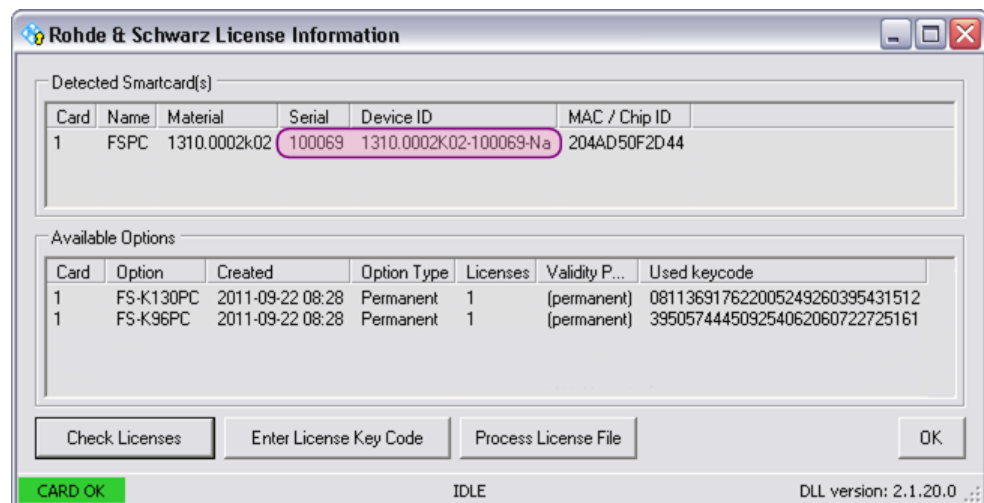 Rohde & Schwarz License Information
Detected Smartcard(s)
Card Name Material Serial Device ID MAC / Chip ID
1 FSPC 1310.0002k02 100069 1310.0002K02-100069-Na 204AD50F2D44
Available Options
Card Option Created Option Type Licenses Validity P... Used keycode
1 FS-K130PC 2011-09-22 08:28 Permanent 1 (permanent) 081136917622005249260395431512
1 FS-K96PC 2011-09-22 08:28 Permanent 1 (permanent) 395057444509254062060722725161
Check Licenses Enter License Key Code Process License File OK
CARD OK IDLE DLL version: 2.1.20.0